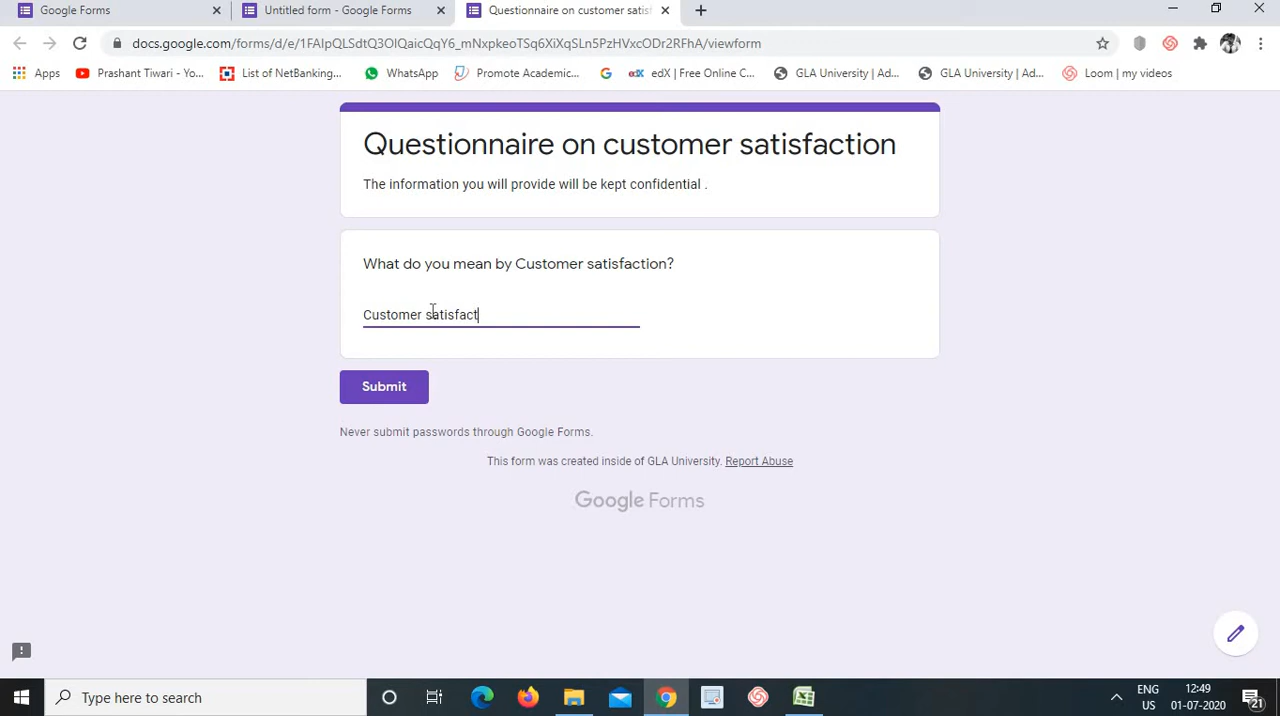 Google Forms
Untitled form - Google Forms
Questionnaire on customer satis
docs.google.com/forms/d/e/1FAIpQLSdtQ3OIQaicQqY6_mNxpkeoTSq6XiXqSLn5PzHVxcODr2RFhA/viewform
Apps
Prashant Tiwari - Yo...
List of NetBanking...
WhatsApp
Promote Academic...
edX | Free Online C...
GLA University | Ad...
GLA University | Ad...
Loom | my videos
Questionnaire on customer satisfaction
The information you will provide will be kept confidential .
What do you mean by Customer satisfaction?
Customer satisfact
Submit
Never submit passwords through Google Forms.
This form was created inside of GLA University. Report Abuse
Google Forms
Type here to search
ENG
US
12:49
01-07-2020
21